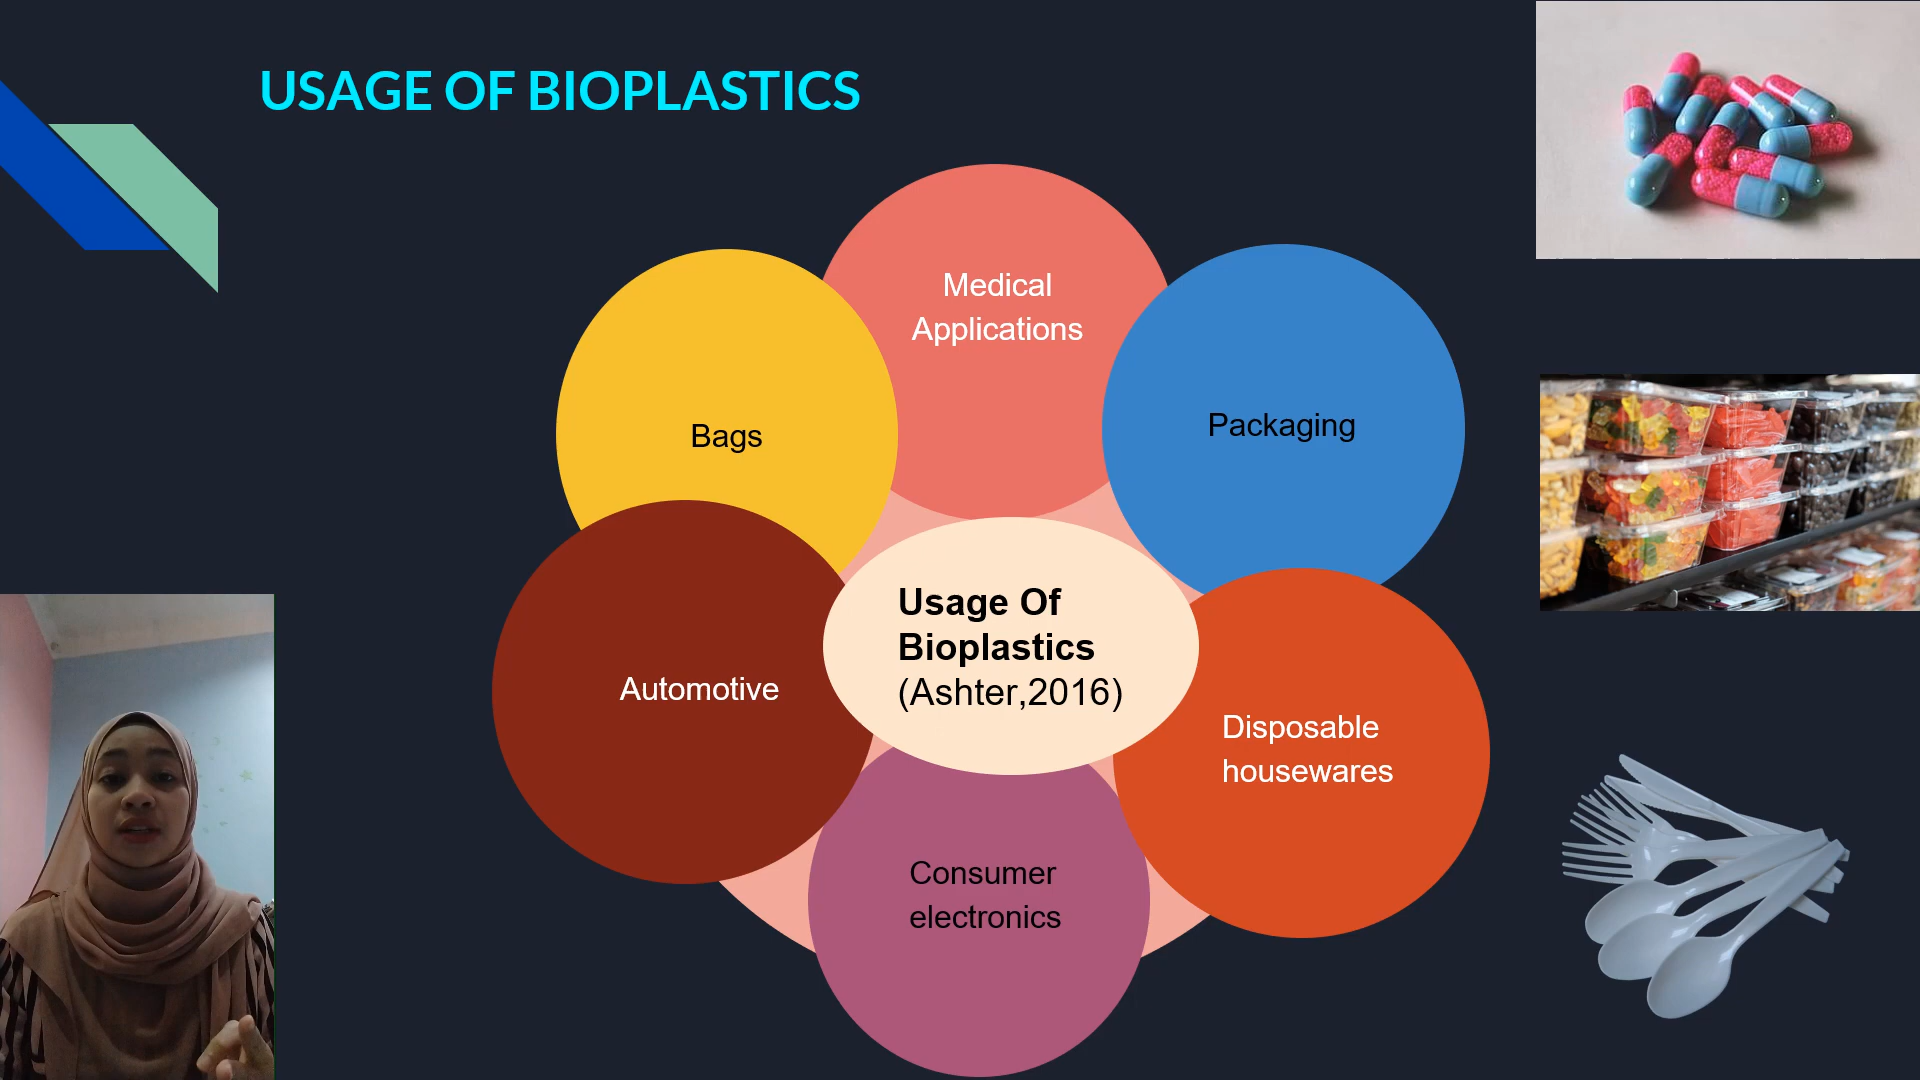 USAGE OF BIOPLASTICS
Medical
Applications
Bags
Packaging
Usage Of
Bioplastics
(Ashter,2016)
Automotive
Disposable
housewares
Consumer
electronics